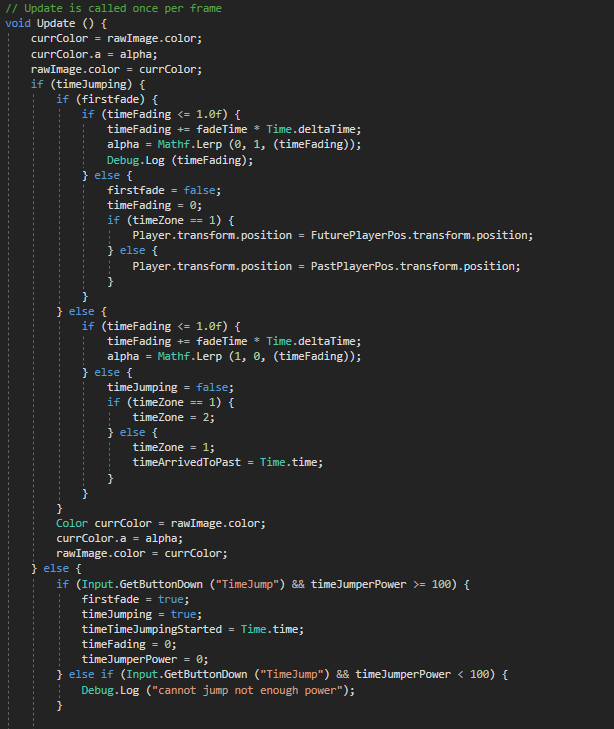 // Update is called once per frame
void Update () {
currColor = rawImage.color;
currColor.a = alpha;
rawImage.color = currColor;
if (timeJumping) {
if (firstfade) {
if (timeFading <= 1.0f) {
timeFading += fadeTime * Time.deltaTime;
alpha = Mathf.Lerp (0, 1, (timeFading));
Debug.Log (timeFading);
} else {
firstfade = false;
timeFading = 0;
if (timeZone == 1) {
Player.transform.position = FuturePlayerPos.transform.position;
} else {
Player.transform.position = PastPlayerPos.transform.position;
}
}
} else {
if (timeFading <= 1.0f) {
timeFading += fadeTime * Time.deltaTime;
alpha = Mathf.Lerp (1, 0, (timeFading));
} else {
timeJumping = false;
if (timeZone == 1) {
timeZone = 2;
} else {
timeZone = 1;
timeArrivedToPast = Time.time;
}
}
}
Color currColor = rawImage.color;
currColor.a = alpha;
rawImage.color = currColor;
} else {
if (Input.GetButtonDown ("TimeJump") && timeJumperPower >= 100) {
firstfade = true;
timeJumping = true;
timeTimeJumpingStarted = Time.time;
timeFading = 0;
timeJumperPower = 0;
} else if (Input.GetButtonDown ("TimeJump") && timeJumperPower < 100) {
Debug.Log ("cannot jump not enough power");
}